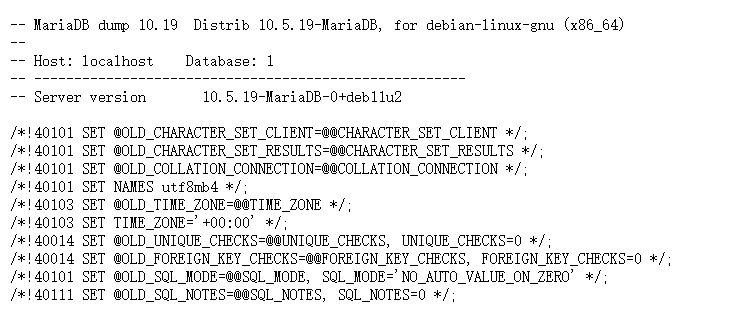 -- MariaDB dump 10.19  Distrib 10.5.19-MariaDB, for debian-linux-gnu (x86_64)
--
-- Host: localhost    Database: 1
-- ------------------------------------------------------
-- Server version       10.5.19-MariaDB-0+deb11u2

/*!40101 SET @OLD_CHARACTER_SET_CLIENT=@@CHARACTER_SET_CLIENT */;
/*!40101 SET @OLD_CHARACTER_SET_RESULTS=@@CHARACTER_SET_RESULTS */;
/*!40101 SET @OLD_COLLATION_CONNECTION=@@COLLATION_CONNECTION */;
/*!40101 SET NAMES utf8mb4 */;
/*!40103 SET @OLD_TIME_ZONE=@@TIME_ZONE */;
/*!40103 SET TIME_ZONE='+00:00' */;
/*!40014 SET @OLD_UNIQUE_CHECKS=@@UNIQUE_CHECKS, UNIQUE_CHECKS=0 */;
/*!40014 SET @OLD_FOREIGN_KEY_CHECKS=@@FOREIGN_KEY_CHECKS, FOREIGN_KEY_CHECKS=0 */;
/*!40101 SET @OLD_SQL_MODE=@@SQL_MODE, SQL_MODE='NO_AUTO_VALUE_ON_ZERO' */;
/*!40111 SET @OLD_SQL_NOTES=@@SQL_NOTES, SQL_NOTES=0 */;